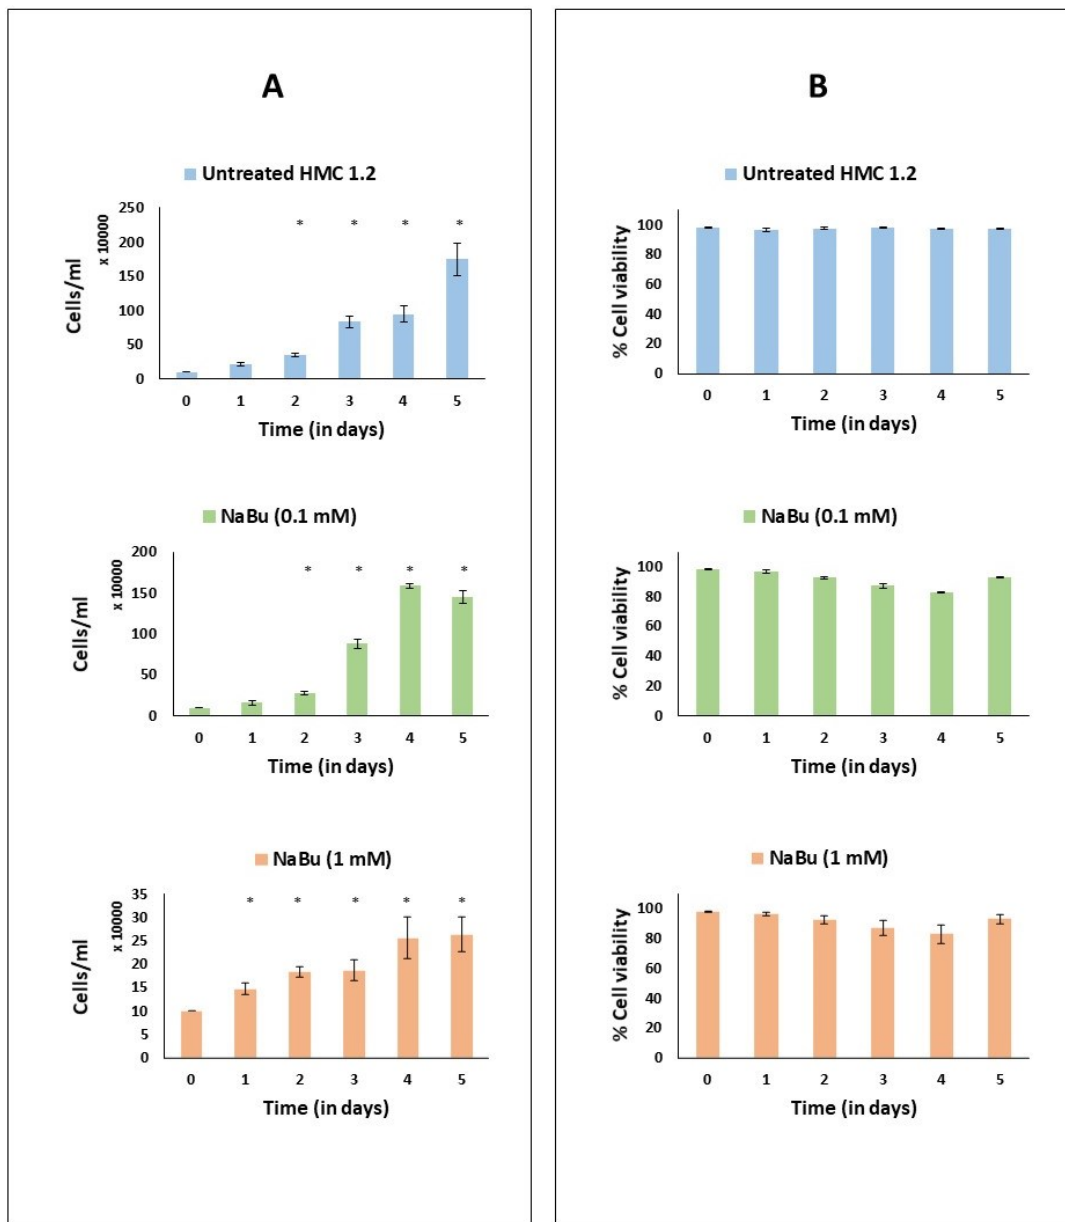 A
Untreated HMC 1.2
Cells/ml
x 10000
250
200
150
100
50
0
* * * *
0 1 2 3 4 5
Time (in days)
NaBu (0.1 mM)
Cells/ml
x 10000
200
150
100
50
0
* * * *
0 1 2 3 4 5
Time (in days)
NaBu (1 mM)
Cells/ml
x 10000
35
30
25
20
15
10
5
0
* * * * *
0 1 2 3 4 5
Time (in days)
B
Untreated HMC 1.2
% Cell viability
100
80
60
40
20
0
0 1 2 3 4 5
Time (in days)
NaBu (0.1 mM)
% Cell viability
100
80
60
40
20
0
0 1 2 3 4 5
Time (in days)
NaBu (1 mM)
% Cell viability
100
80
60
40
20
0
0 1 2 3 4 5
Time (in days)